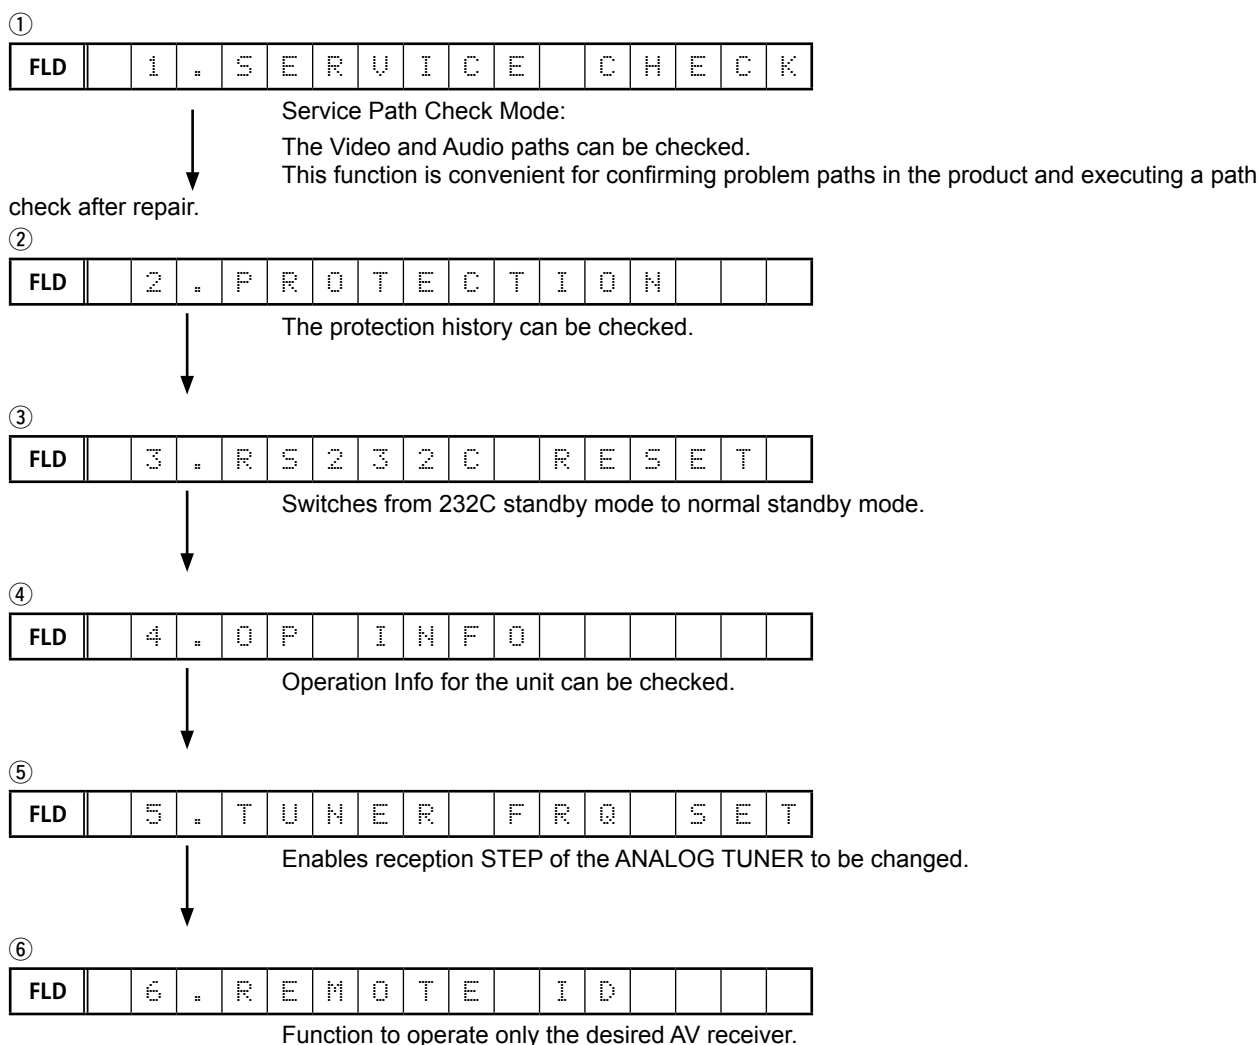 ①
FLD 1.SERVICE CHECK
Service Path Check Mode:
The Video and Audio paths can be checked.
This function is convenient for confirming problem paths in the product and executing a path
check after repair.
②
FLD 2.PROTECTION
The protection history can be checked.
③
FLD 3.RS232C RESET
Switches from 232C standby mode to normal standby mode.
④
FLD 4.OP INFO
Operation Info for the unit can be checked.
⑤
FLD 5.TUNER FRQ SET
Enables reception STEP of the ANALOG TUNER to be changed.
⑥
FLD 6.REMOTE ID
Function to operate only the desired AV receiver.